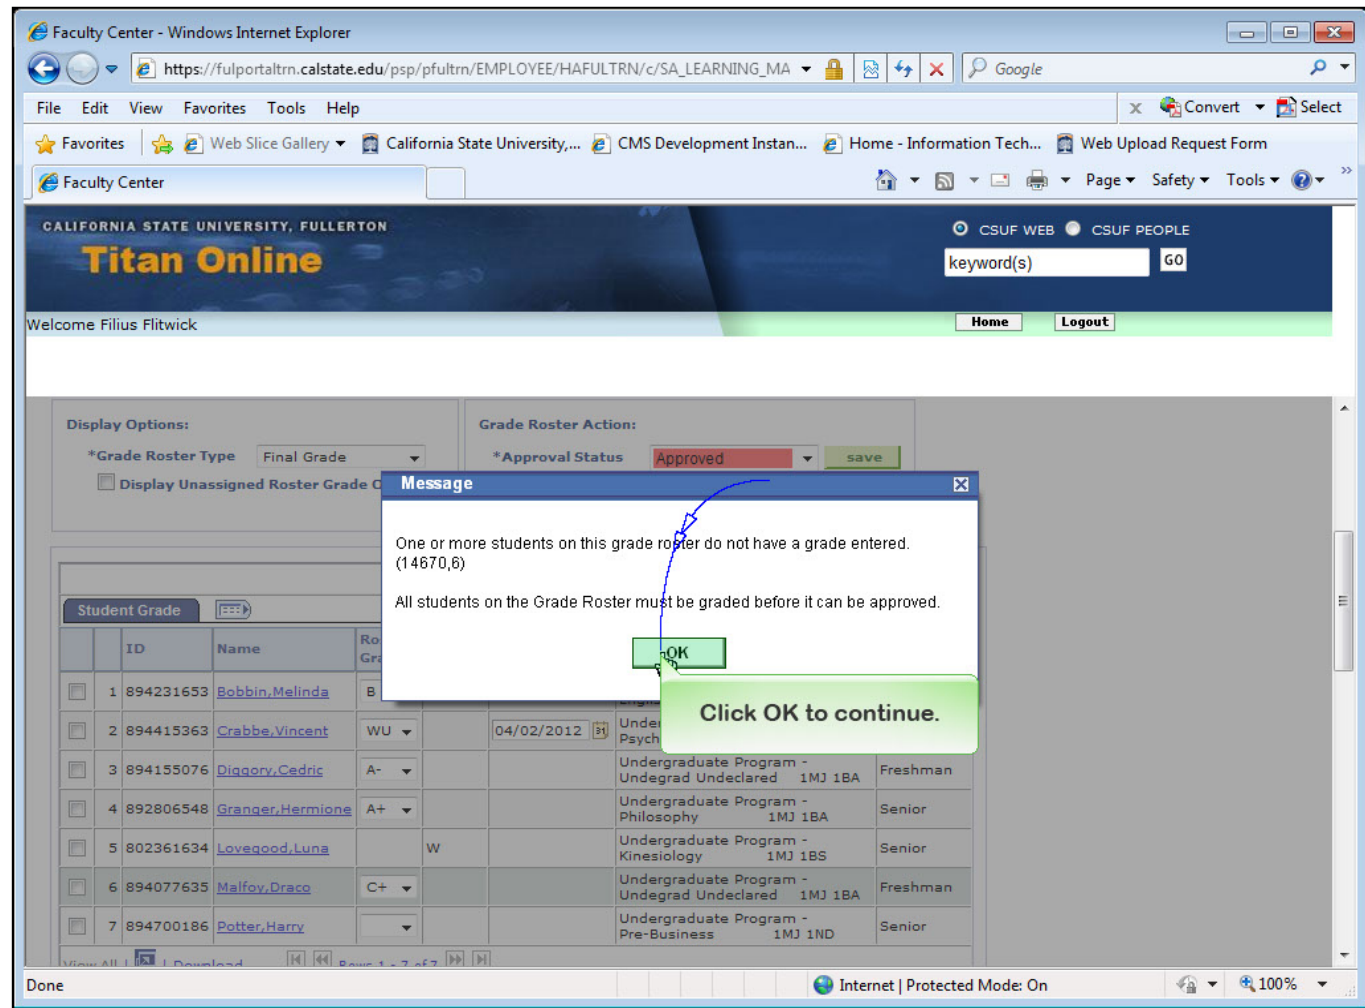 Faculty Center - Windows Internet Explorer
https://fulportaltrn.calstate.edu/psp/pfultrn/EMPLOYEE/HAFULTRN/c/SA_LEARNING_MA
Google
File Edit View Favorites Tools Help
Convert Select
Favorites Web Slice Gallery California State University,... CMS Development Instan... Home - Information Tech... Web Upload Request Form
Faculty Center
Page Safety Tools
CALIFORNIA STATE UNIVERSITY, FULLERTON
Titan Online
CSUF WEB CSUF PEOPLE
keyword(s) GO
Welcome Filius Flitwick
Home Logout
Display Options:
Grade Roster Action:
*Grade Roster Type Final Grade
*Approval Status Approved save
Display Unassigned Roster Grade
Message
One or more students on this grade roster do not have a grade entered.
(14670,6)
All students on the Grade Roster must be graded before it can be approved.
OK
Click OK to continue.
Student Grade
ID Name
1 894231653 Bobbin,Melinda B
2 894415363 Crabbe,Vincent WU 04/02/2012
3 894155076 Diggory,Cedric A- Undergraduate Program - Freshman
Undegrad Undeclared 1MJ 1BA
4 892806548 Granger,Hermione A+ Undergraduate Program - Senior
Philosophy 1MJ 1BA
5 802361634 Lovegood,Luna W Undergraduate Program - Senior
Kinesiology 1MJ 1BS
6 894077635 Malfoy,Draco C+ Undergraduate Program - Freshman
Undegrad Undeclared 1MJ 1BA
7 894700186 Potter,Harry Undergraduate Program - Senior
Pre-Business 1MJ 1ND
View All | Download Rows 1 - 7 of 7
Done
Internet | Protected Mode: On
100%